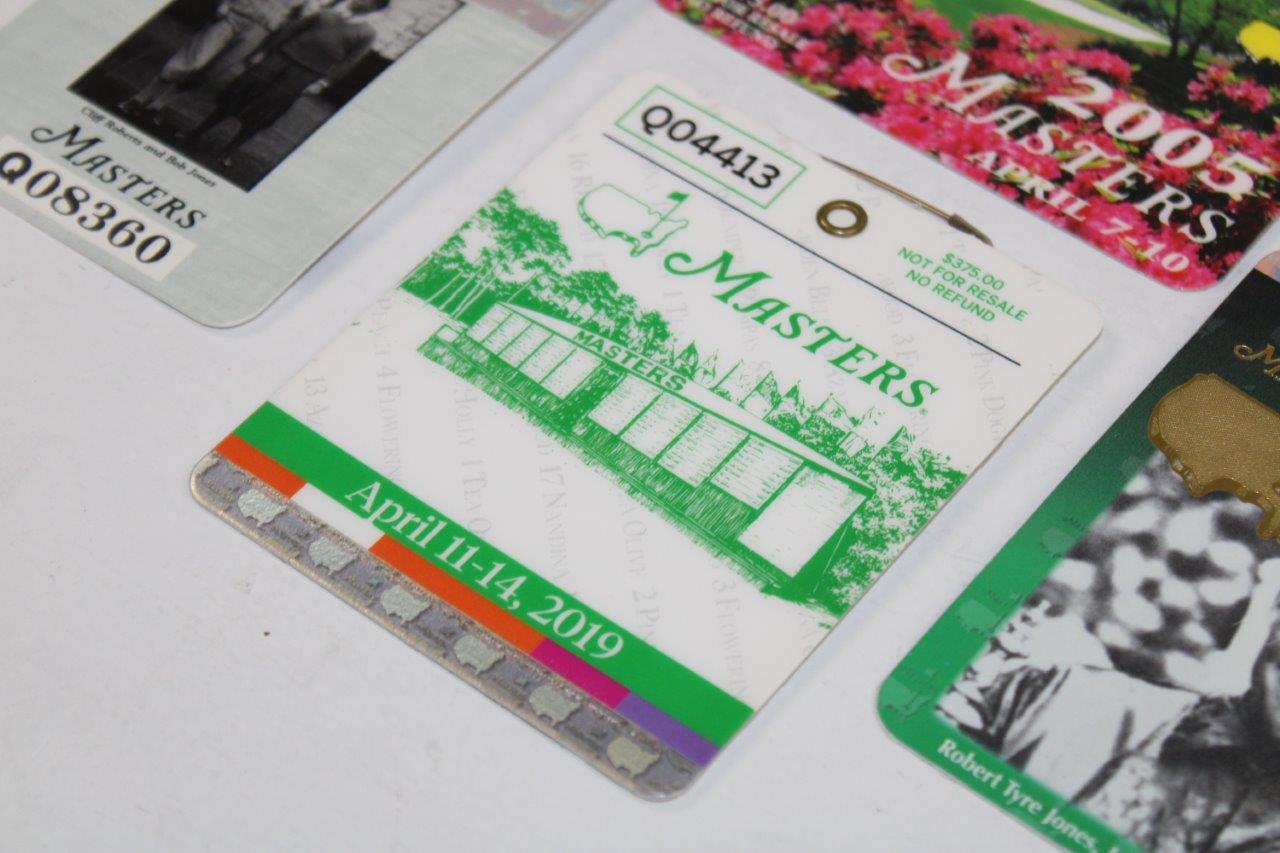 Cliff Roberts and Bob Jones
MASTERS
Q08360
2005
MASTERS
APRIL 7-10
Q04413
$375.00
NOT FOR RESALE
NO REFUND
MASTERS
MASTERS
April 11-14, 2019
Robert Tyre Jones,